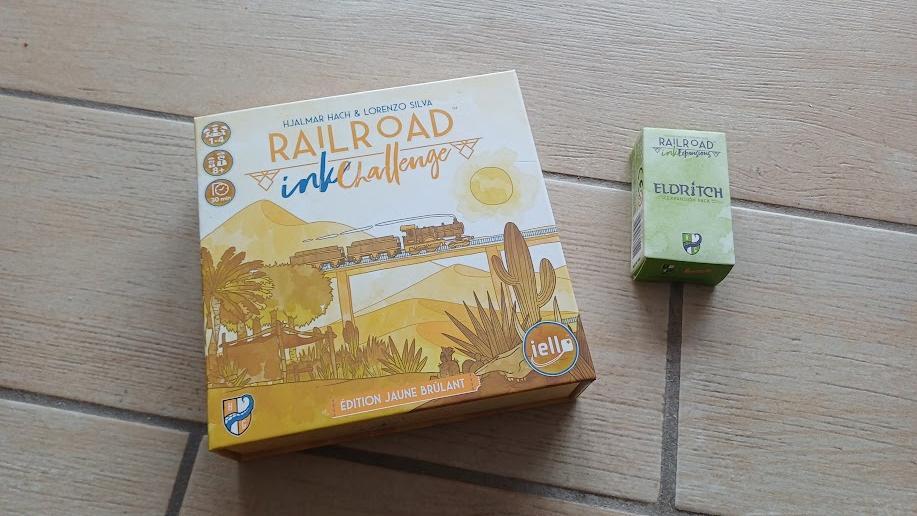 HJALMAR HACH & LORENZO SILVA
RAILROAD
ink Challenge
1-4
8+
30 min
iello
ÉDITION JAUNE BRÛLANT
RAILROAD
ink Expansions
ELDRITCH
EXPANSION PACK